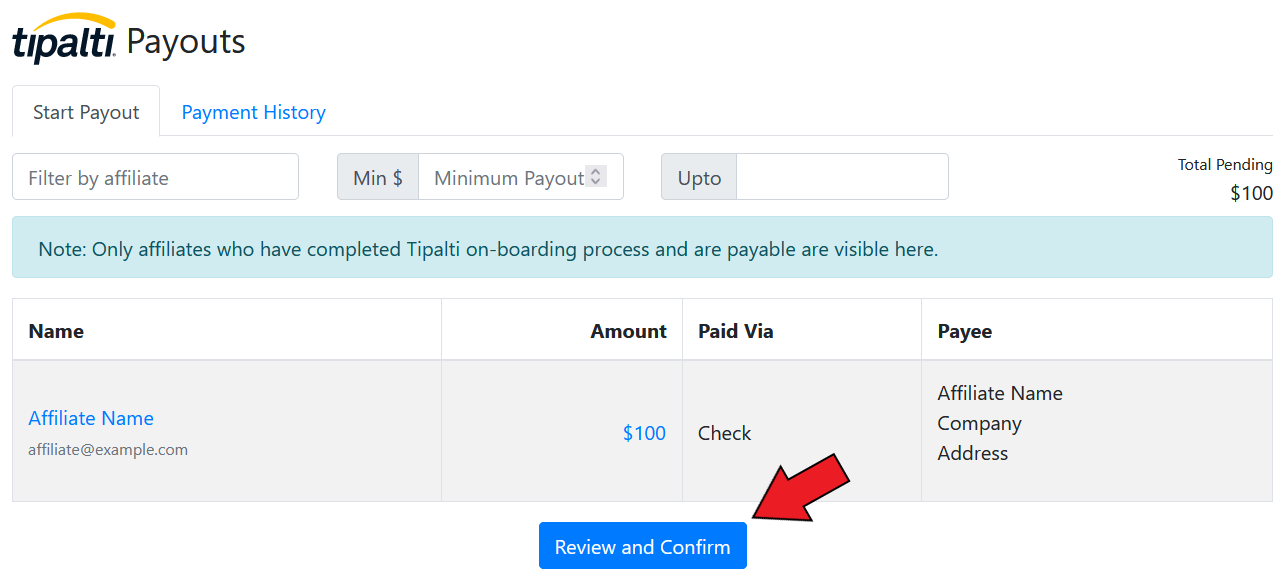 tipalti Payouts
Start Payout Payment History
Filter by affiliate Min $ Minimum Payout Upto Total Pending
$100
Note: Only affiliates who have completed Tipalti on-boarding process and are payable are visible here.
Name Amount Paid Via Payee
Affiliate Name
affiliate@example.com
$100
Check
Affiliate Name
Company
Address
Review and Confirm